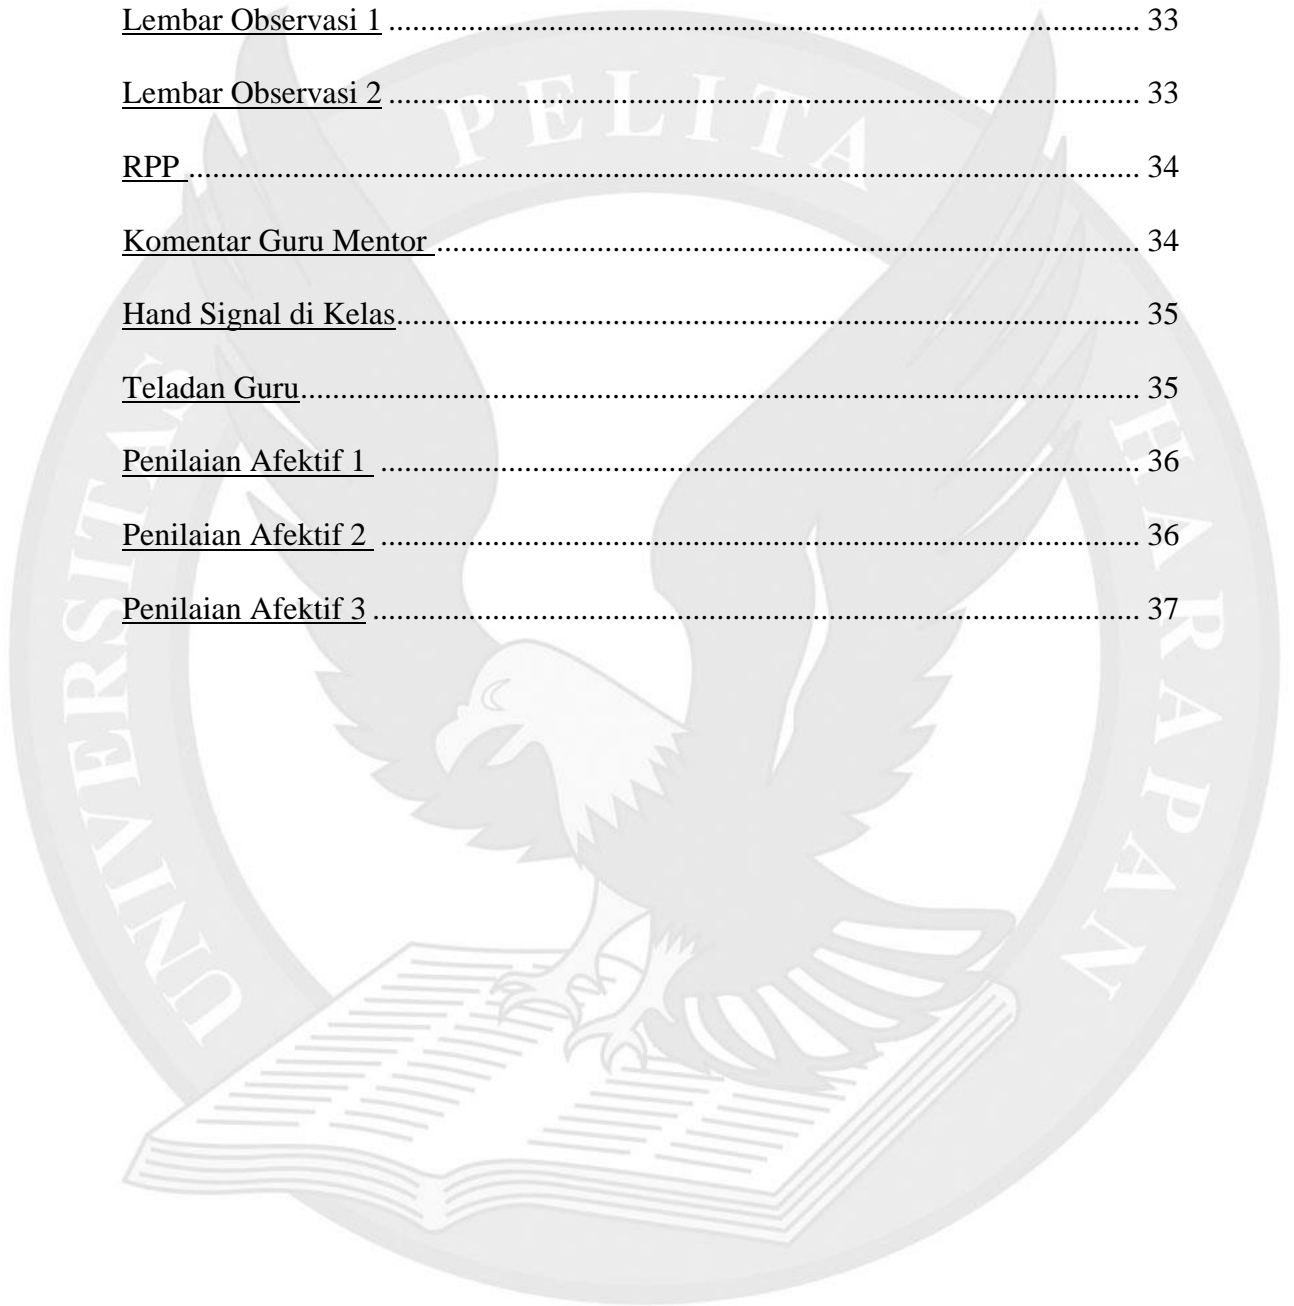 Lembar Observasi 1 ........................................................................................ 33
Lembar Observasi 2 ........................................................................................ 33
RPP ........................................................................................ 34
Komentar Guru Mentor ........................................................................................ 34
Hand Signal di Kelas ........................................................................................ 35
Teladan Guru ........................................................................................ 35
Penilaian Afektif 1 ........................................................................................ 36
Penilaian Afektif 2 ........................................................................................ 36
Penilaian Afektif 3 ........................................................................................ 37
UNIVERSITAS PELITA HARAPAN